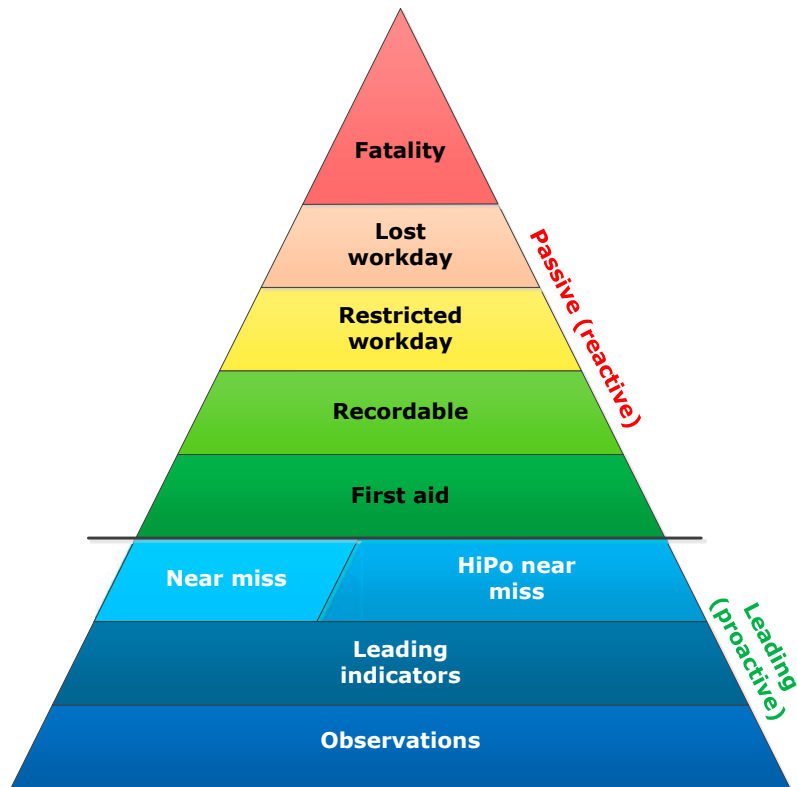 Fatality
Lost
workday
Restricted
workday
Passive (reactive)
Recordable
First aid
Near miss
HiPo near
miss
Leading
(proactive)
Leading
indicators
Observations